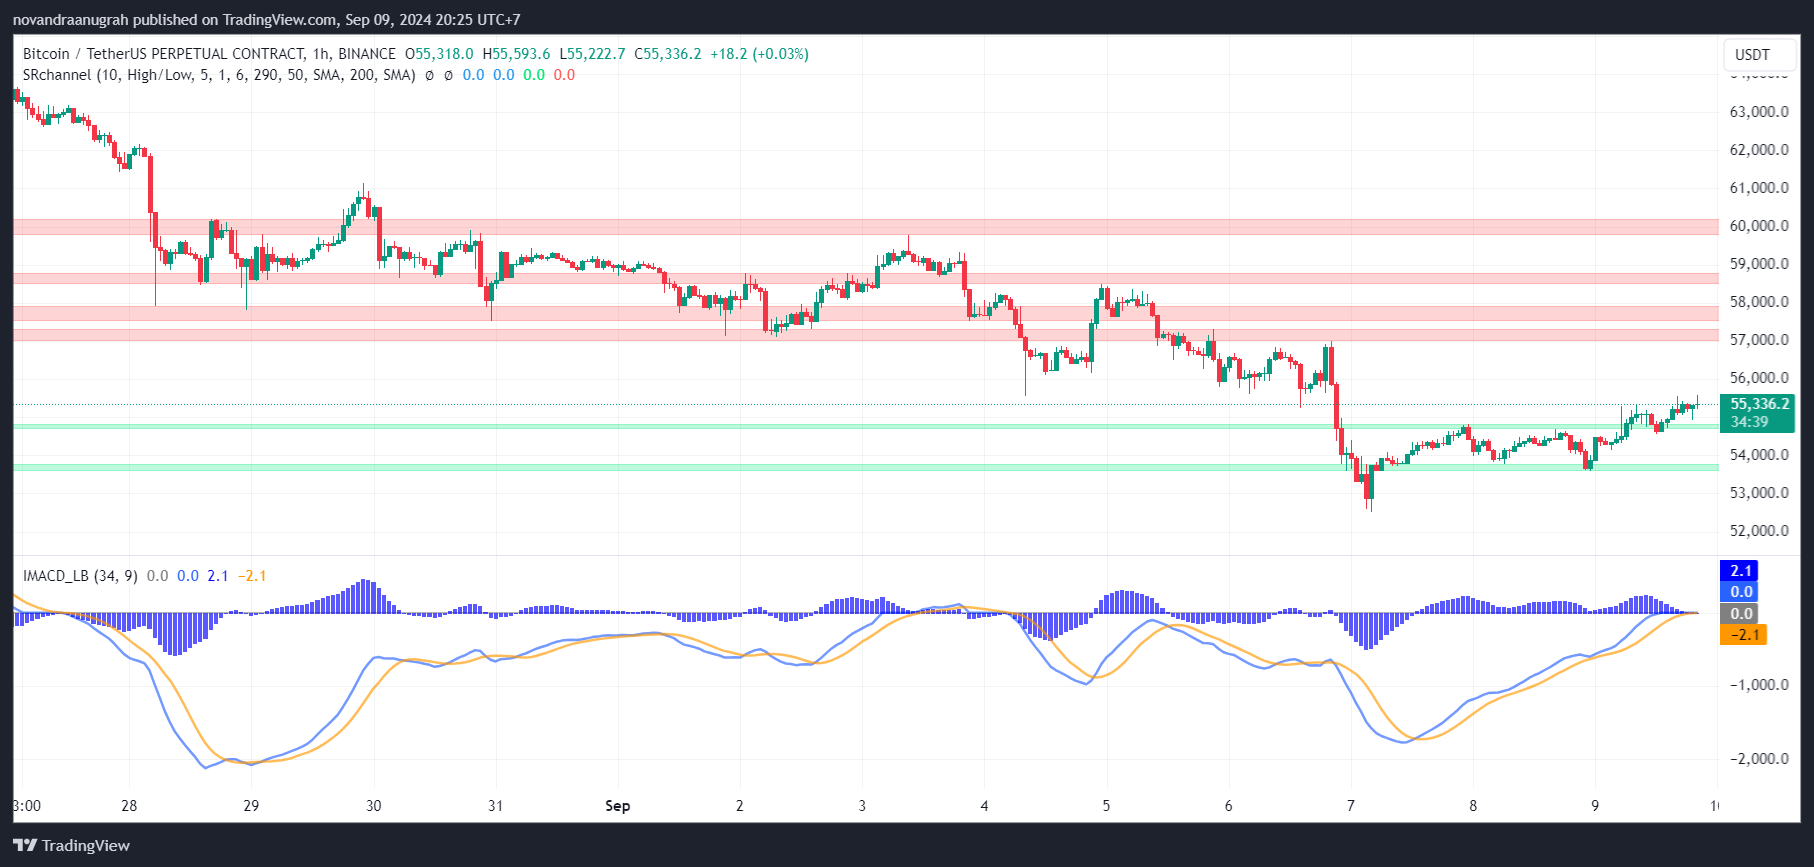 novandraanugrah published on TradingView.com, Sep 09, 2024 20:25 UTC+7
Bitcoin / TetherUS PERPETUAL CONTRACT, 1h, BINANCE O55,318.0 H55,593.6 L55,222.7 C55,336.2 +18.2 (+0.03%)
SRchannel (10, High/Low, 5, 1, 6, 290, 50, SMA, 200, SMA) ø ø 0.0 0.0 0.0 0.0
USDT
63,000.0
62,000.0
61,000.0
60,000.0
59,000.0
58,000.0
57,000.0
56,000.0
55,336.2
34:39
54,000.0
53,000.0
52,000.0
IMACD_LB (34, 9) 0.0 0.0 2.1 −2.1
2.1
0.0
0.0
−2.1
−1,000.0
−2,000.0
3:00 28 29 30 31 Sep 2 3 4 5 6 7 8 9
TradingView